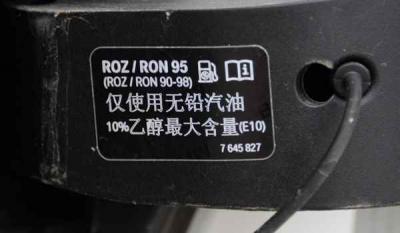 ROZ / RON 95
(ROZ / RON 90-98)
仅使用无铅汽油
10%乙醇最大含量(E10)
7 645 827